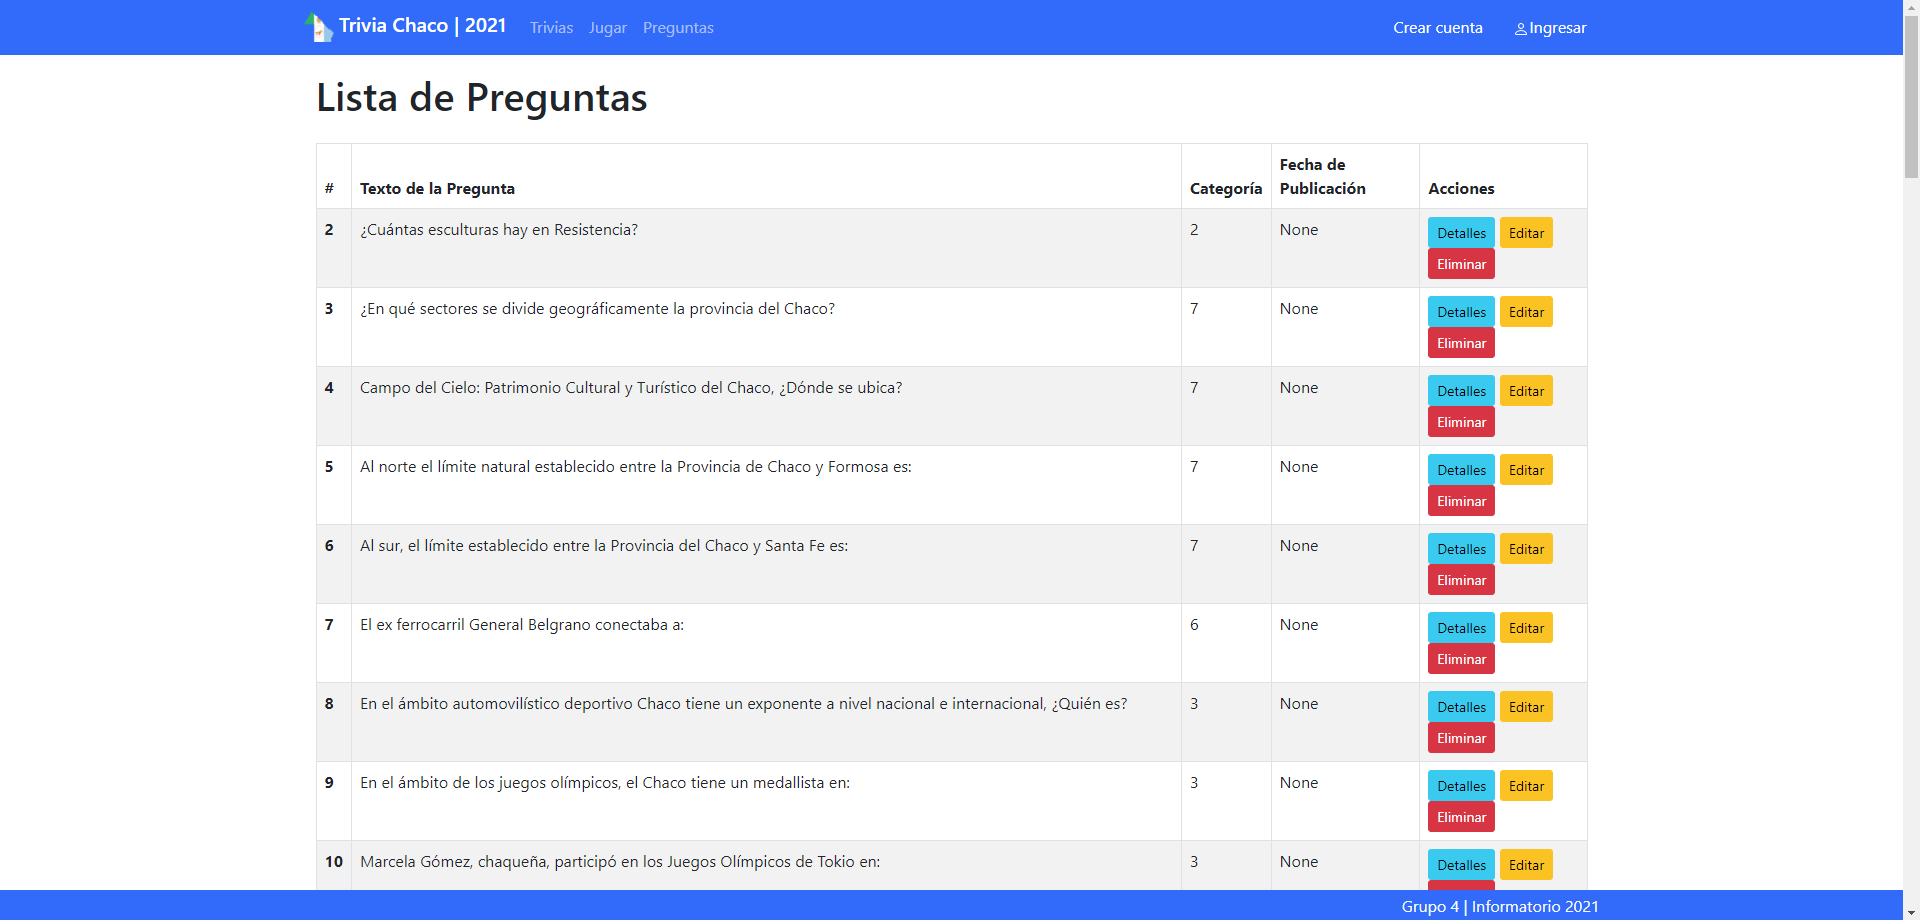 Trivia Chaco | 2021 Trivias Jugar Preguntas Crear cuenta Ingresar
Lista de Preguntas
# Texto de la Pregunta Categoría Fecha de Publicación Acciones
2 ¿Cuántas esculturas hay en Resistencia? 2 None Detalles Editar
Eliminar
3 ¿En qué sectores se divide geográficamente la provincia del Chaco? 7 None Detalles Editar
Eliminar
4 Campo del Cielo: Patrimonio Cultural y Turístico del Chaco, ¿Dónde se ubica? 7 None Detalles Editar
Eliminar
5 Al norte el límite natural establecido entre la Provincia de Chaco y Formosa es: 7 None Detalles Editar
Eliminar
6 Al sur, el límite establecido entre la Provincia del Chaco y Santa Fe es: 7 None Detalles Editar
Eliminar
7 El ex ferrocarril General Belgrano conectaba a: 6 None Detalles Editar
Eliminar
8 En el ámbito automovilístico deportivo Chaco tiene un exponente a nivel nacional e internacional, ¿Quién es? 3 None Detalles Editar
Eliminar
9 En el ámbito de los juegos olímpicos, el Chaco tiene un medallista en: 3 None Detalles Editar
Eliminar
10 Marcela Gómez, chaqueña, participó en los Juegos Olímpicos de Tokio en: 3 None Detalles Editar
Grupo 4 | Informatorio 2021